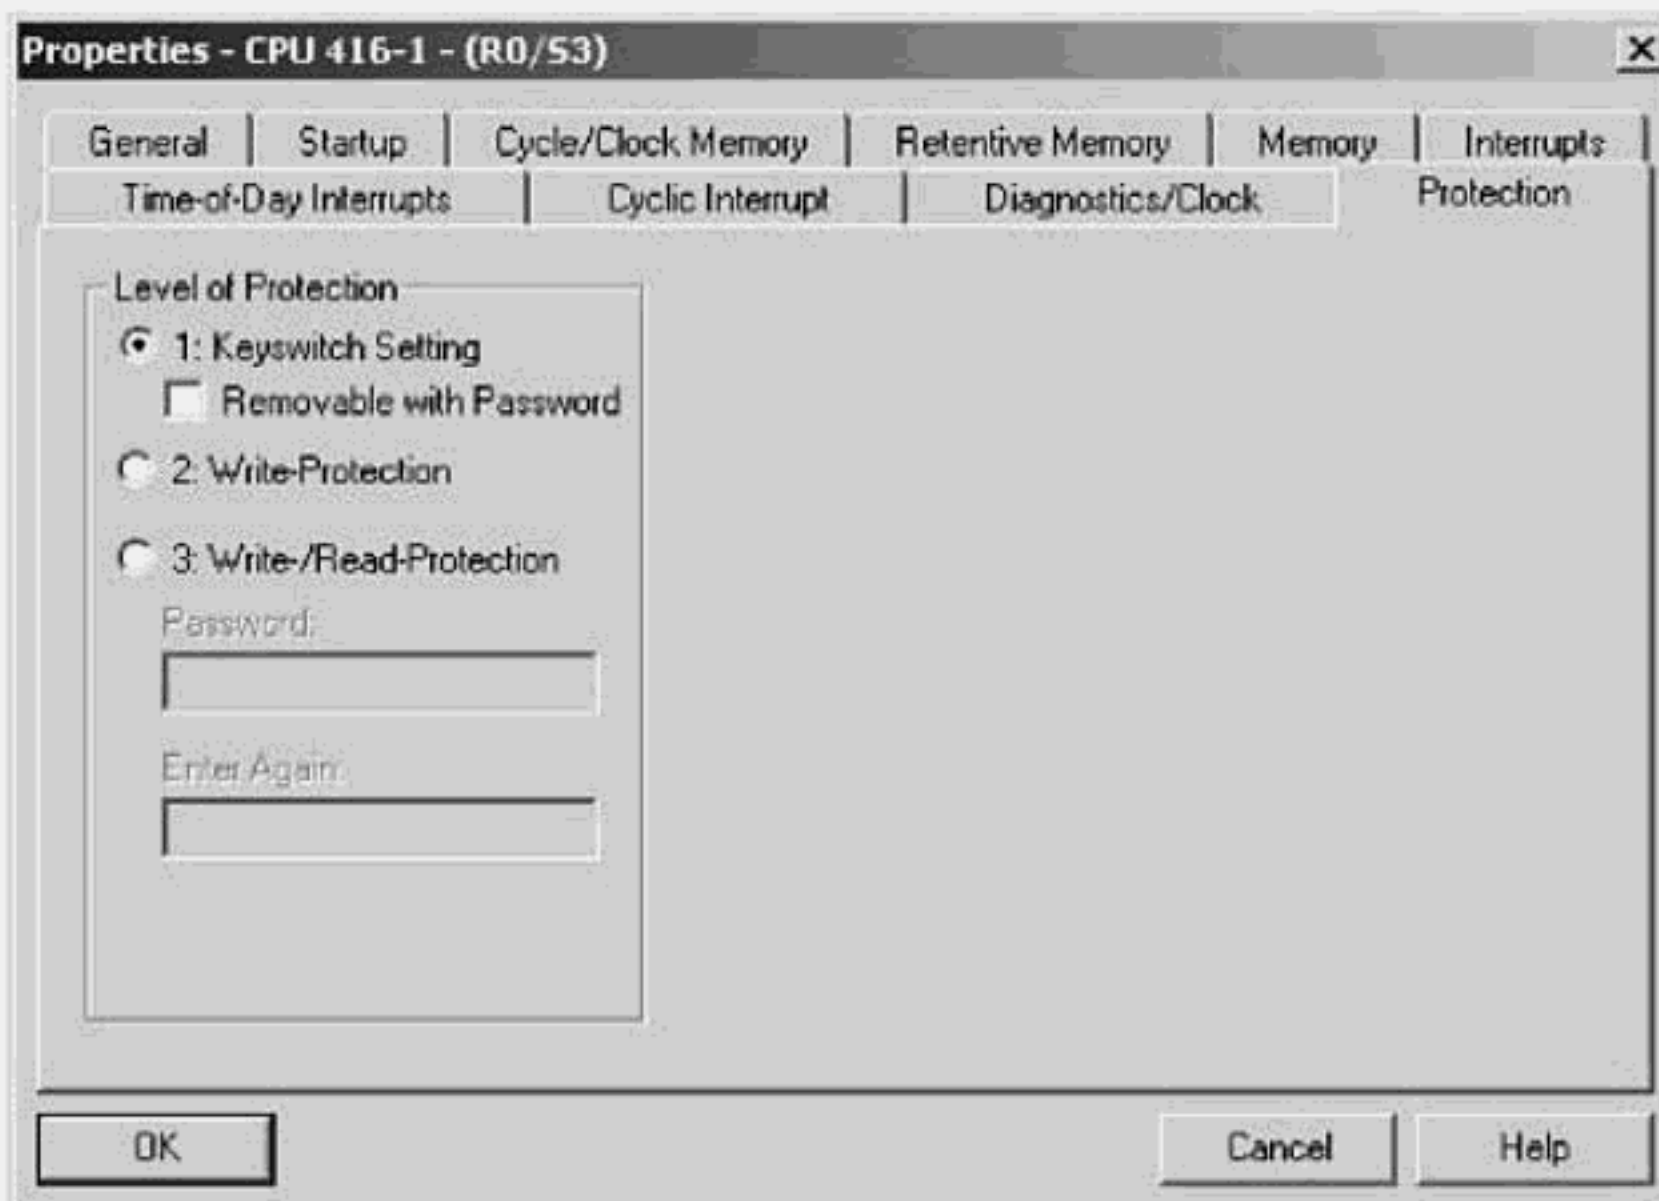 Properties - CPU 416-1 - (R0/S3)
General Startup Cycle/Clock Memory Retentive Memory Memory Interrupts
Time-of-Day Interrupts Cyclic Interrupt Diagnostics/Clock Protection
Level of Protection
1: Keyswitch Setting
Removable with Password
2: Write-Protection
3: Write-/Read-Protection
Password:
Enter Again:
OK Cancel Help